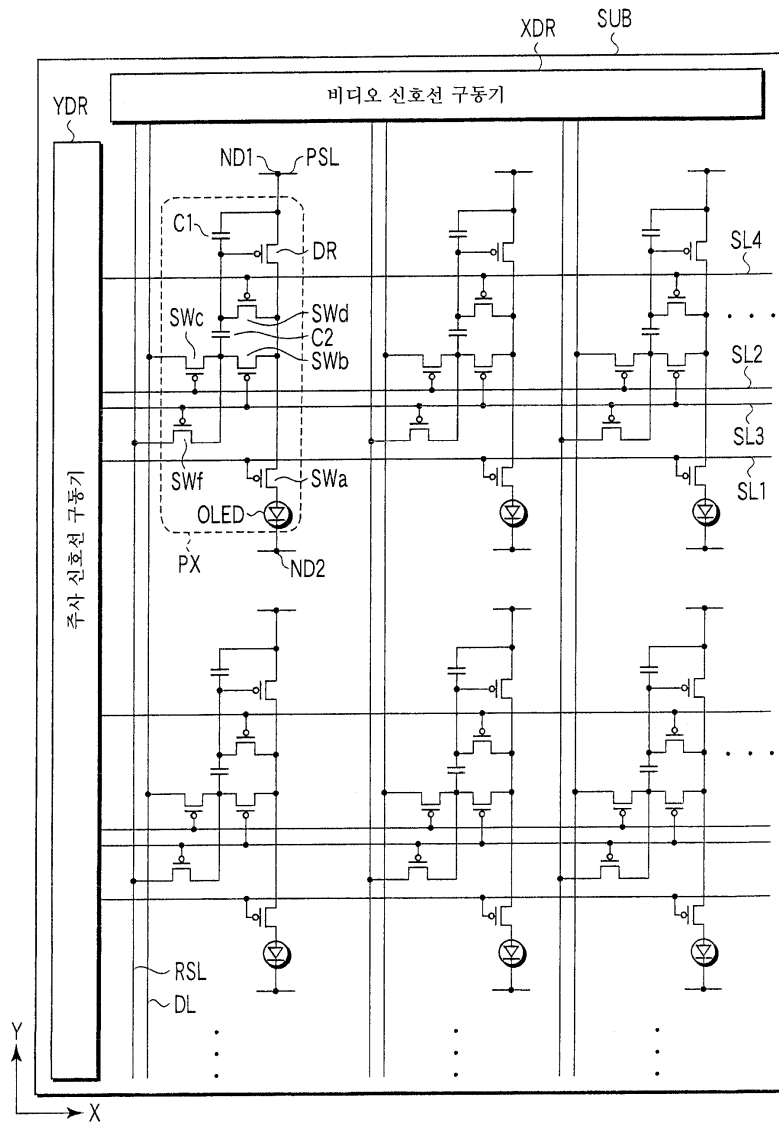 XDR
SUB
비디오 신호선 구동기
YDR
ND1
PSL
C1
DR
SL4
SWd
SWc
C2
SWb
SL2
SL3
SWf
SWa
SL1
OLED
PX
ND2
주사 신호선 구동기
RSL
DL
Y
X